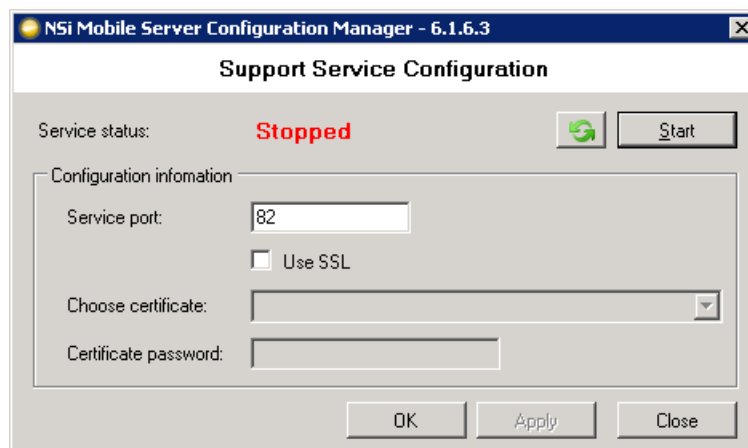 NSi Mobile Server Configuration Manager - 6.1.6.3
Support Service Configuration
Service status: Stopped Start
Configuration infomation
Service port: 82
Use SSL
Choose certificate:
Certificate password:
OK Apply Close